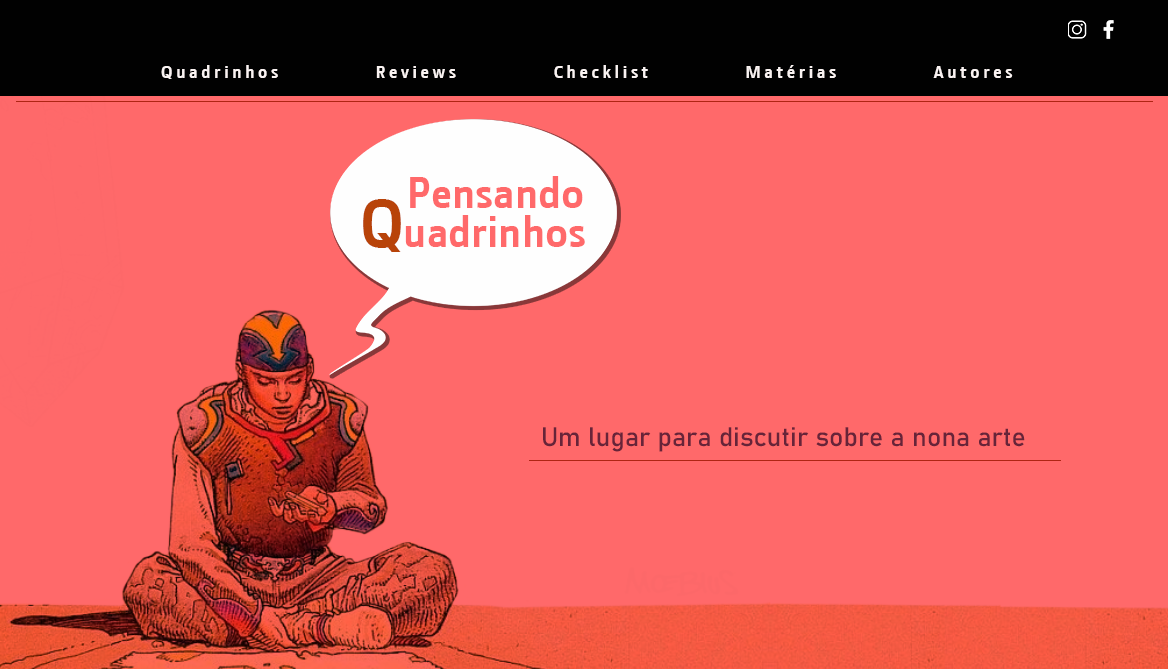 Quadrinhos Reviews Checklist Matérias Autores
Pensando
Quadrinhos
Um lugar para discutir sobre a nona arte